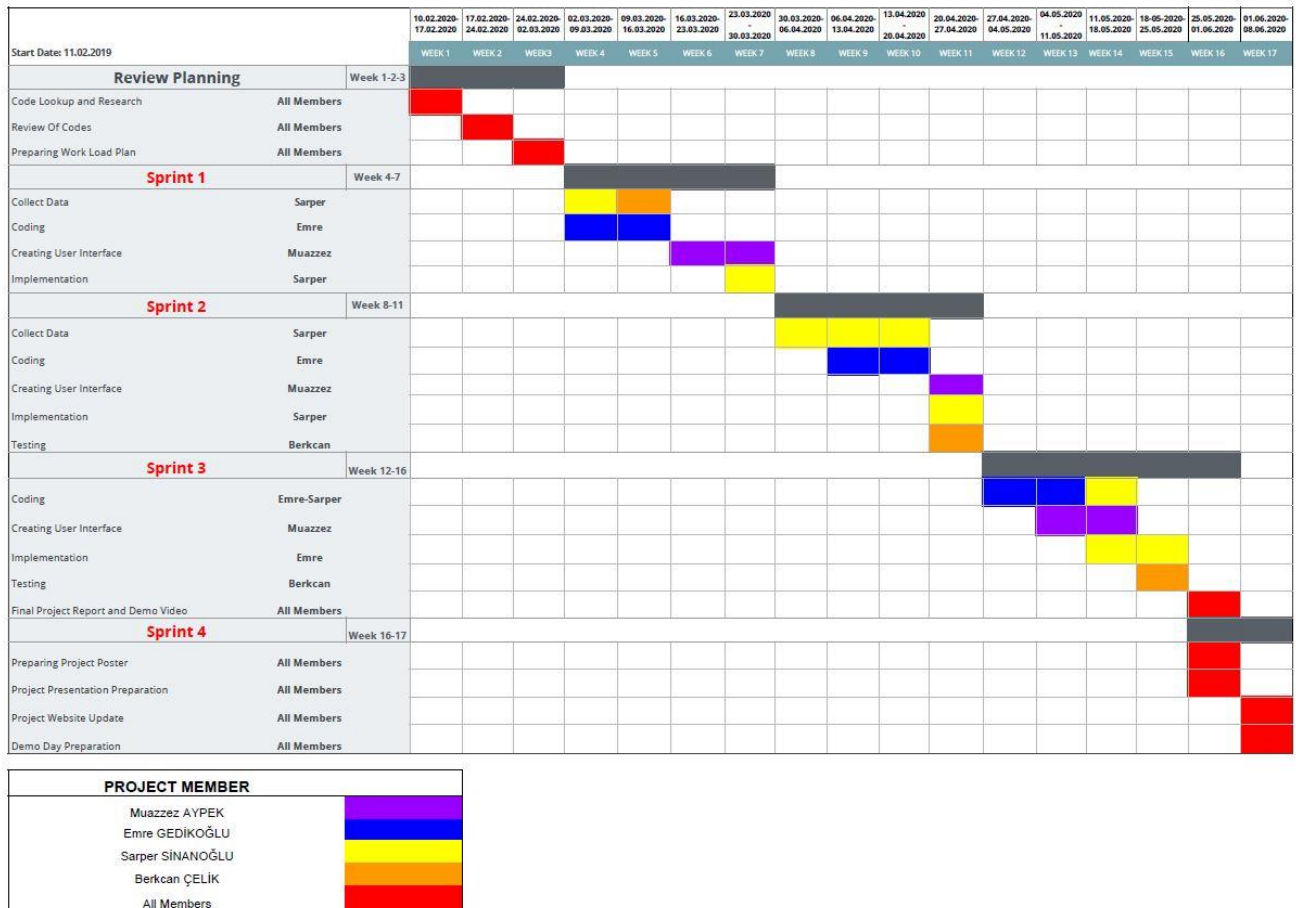 10.02.2020- 17.02.2020- 24.02.2020- 02.03.2020- 09.03.2020- 16.03.2020- 23.03.2020 30.03.2020- 06.04.2020- 13.04.2020 20.04.2020- 27.04.2020- 04.05.2020 11.05.2020- 18-05-2020- 25.05.2020- 01.06.2020-
17.02.2020 24.02.2020 02.03.2020 09.03.2020 16.03.2020 23.03.2020 - 30.03.2020 06.04.2020 13.04.2020 - 20.04.2020 27.04.2020 04.05.2020 - 11.05.2020 18.05.2020 25.05.2020 01.06.2020 08.06.2020
Start Date: 11.02.2019 WEEK 1 WEEK 2 WEEK3 WEEK 4 WEEK 5 WEEK 6 WEEK 7 WEEK 8 WEEK 9 WEEK 10 WEEK 11 WEEK 12 WEEK 13 WEEK 14 WEEK 15 WEEK 16 WEEK 17
Review Planning Week 1-2-3
Code Lookup and Research All Members
Review Of Codes All Members
Preparing Work Load Plan All Members
Sprint 1 Week 4-7
Collect Data Sarper
Coding Emre
Creating User Interface Muazzez
Implementation Sarper
Sprint 2 Week 8-11
Collect Data Sarper
Coding Emre
Creating User Interface Muazzez
Implementation Sarper
Testing Berkcan
Sprint 3 Week 12-16
Coding Emre-Sarper
Creating User Interface Muazzez
Implementation Emre
Testing Berkcan
Final Project Report and Demo Video All Members
Sprint 4 Week 16-17
Preparing Project Poster All Members
Project Presentation Preparation All Members
Project Website Update All Members
Demo Day Preparation All Members
PROJECT MEMBER
Muazzez AYPEK
Emre GEDİKOĞLU
Sarper SİNANOĞLU
Berkcan ÇELİK
All Members